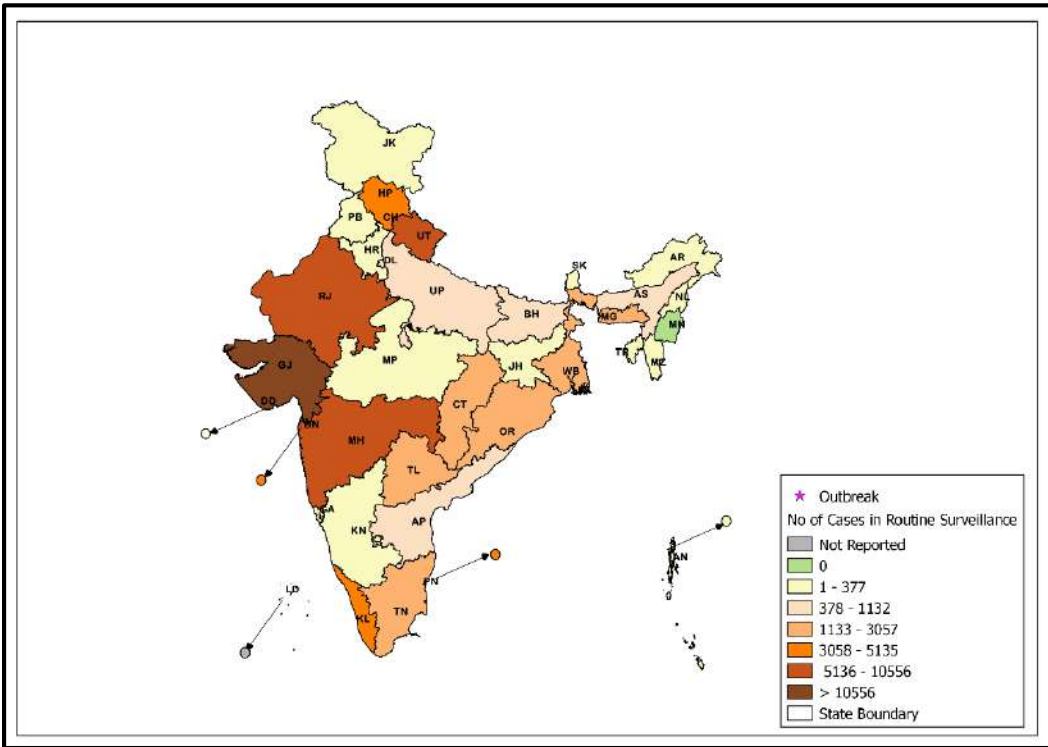 JK
HP
CH
PB
UT
HR
DL
SK
AR
RJ
UP
AS
NL
BH
MG
MN
GJ
MP
JH
TR
MZ
WB
DD
CT
DN
OR
MH
TL
GA
KN
AP
AN
PN
LD
KL
TN
Outbreak
No of Cases in Routine Surveillance
Not Reported
0
1 - 377
378 - 1132
1133 - 3057
3058 - 5135
5136 - 10556
> 10556
State Boundary